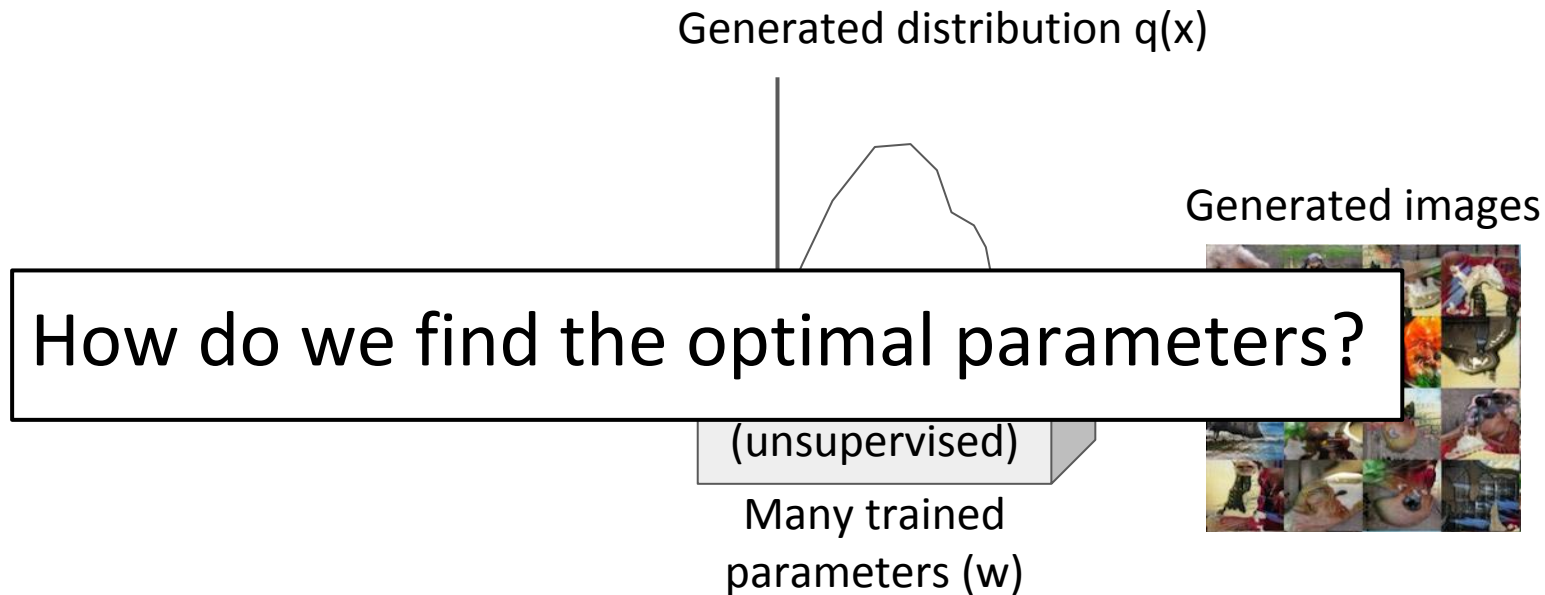 Generated distribution q(x)
Generated images
How do we find the optimal parameters?
(unsupervised)
Many trained
parameters (w)